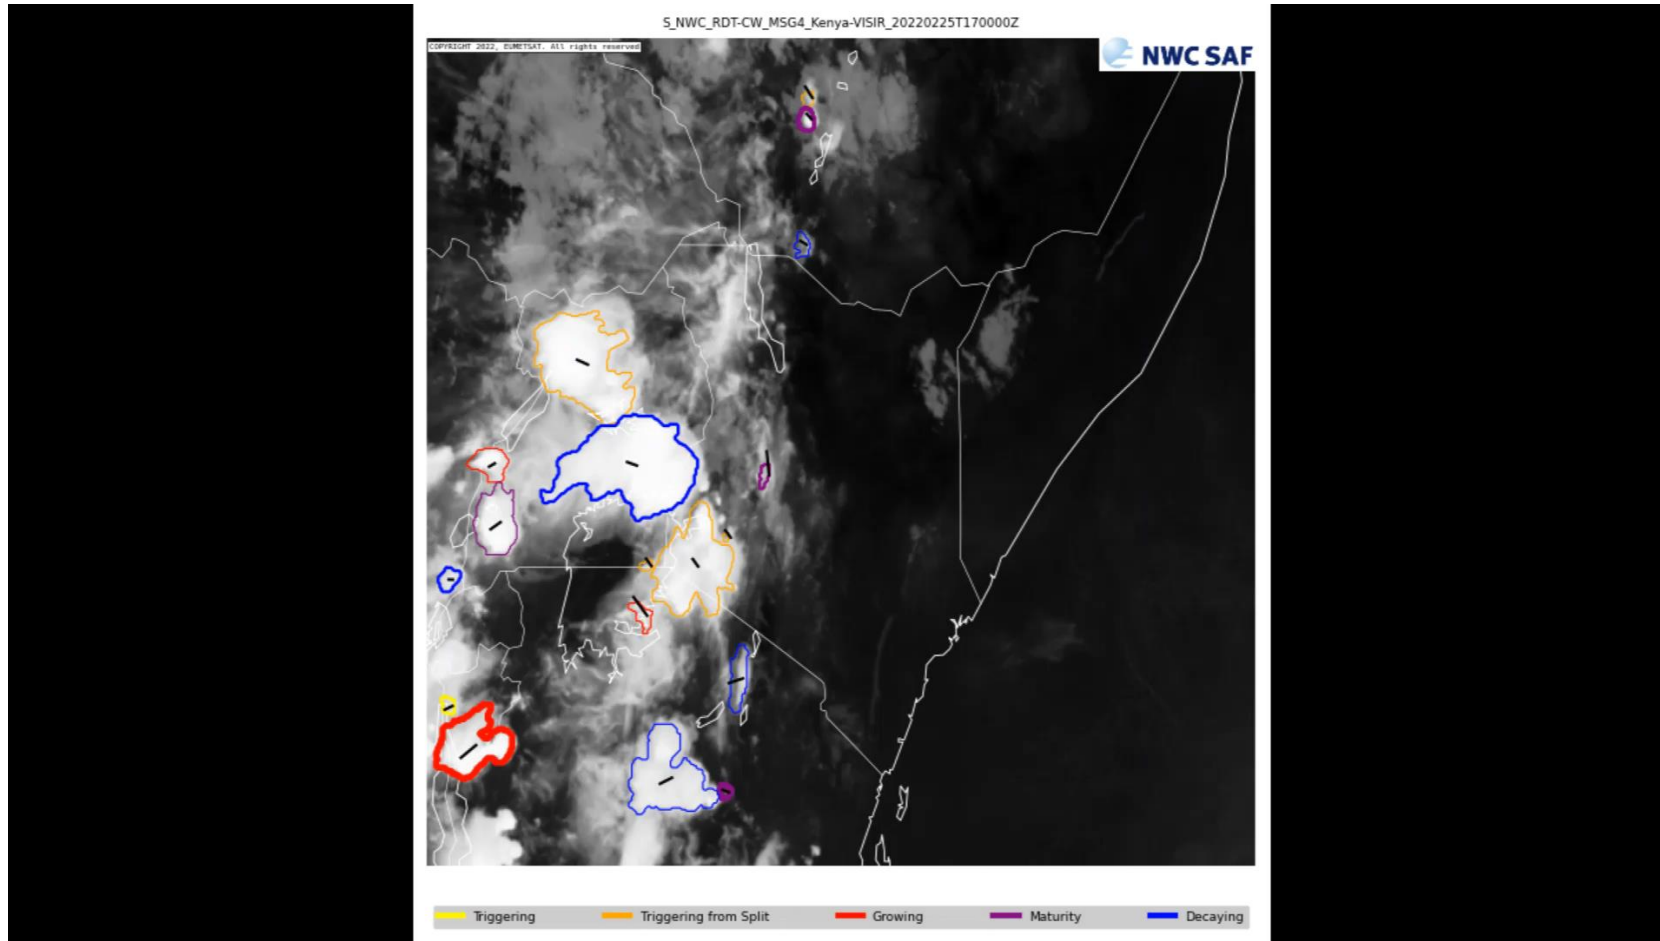 S_NWC_RDT-CW_MSG4_Kenya-VISIR_20220225T170000Z
COPYRIGHT 2022, EUMETSAT. All rights reserved
NWC SAF
Triggering
Triggering from Split
Growing
Maturity
Decaying